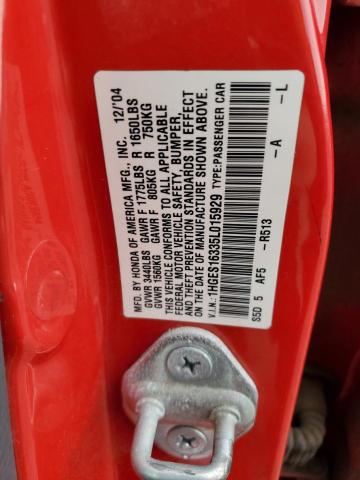 MFD. BY HONDA OF AMERICA MFG., INC. 12/'04
GVWR 3440LBS GAWR F 1775LBS R 1650LBS
GVWR 1560KG GAWR F 805KG R 750KG
THIS VEHICLE CONFORMS TO ALL APPLICABLE
FEDERAL MOTOR VEHICLE SAFETY, BUMPER,
AND THEFT PREVENTION STANDARDS IN EFFECT
ON THE DATE OF MANUFACTURE SHOWN ABOVE.
V.I.N.: 1HGES16335L015929 TYPE:PASSENGER CAR
S5D 5 AF5 -R513 -A -L